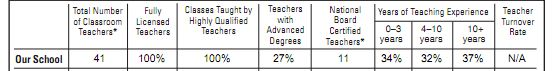 Total Number of Classroom Teachers* Fully Licensed Teachers Classes Taught by Highly Qualified Teachers Teachers with Advanced Degrees National Board Certified Teachers* Years of Teaching Experience Teacher Turnover Rate
0–3 years 4–10 years 10+ years
Our School 41 100% 100% 27% 11 34% 32% 37% N/A